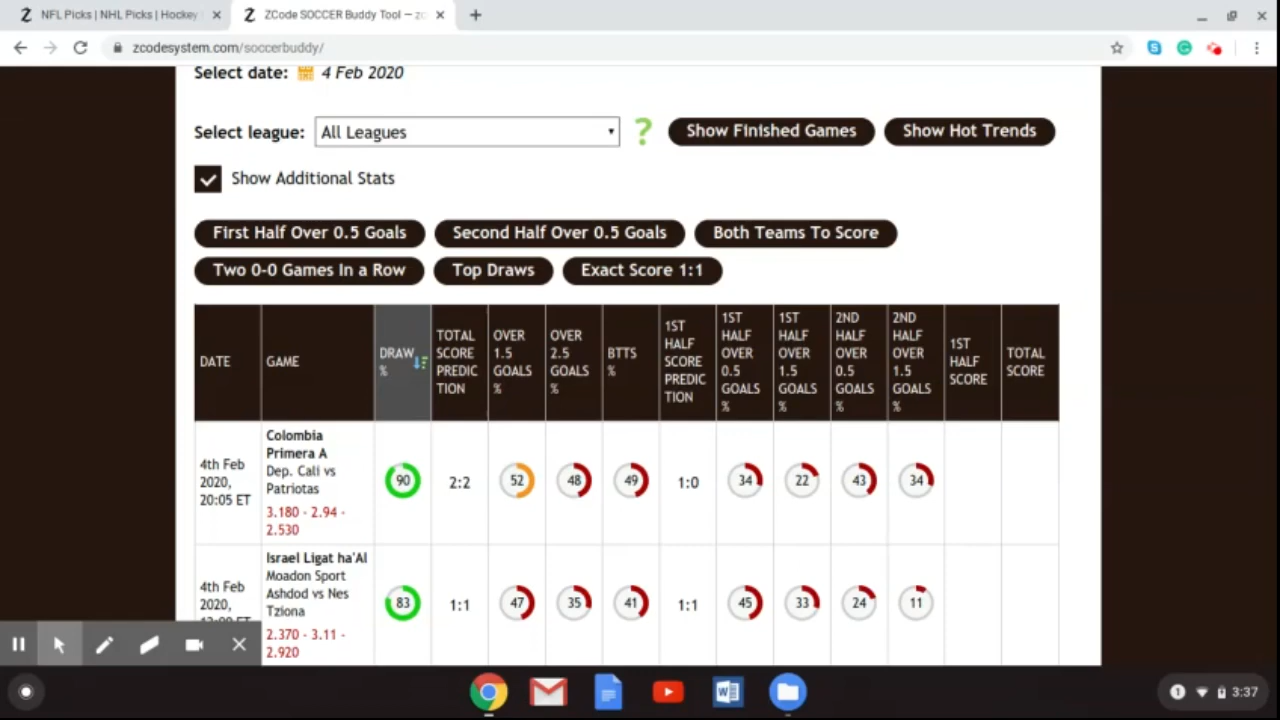 NFL Picks | NHL Picks | Hockey
ZCode SOCCER Buddy Tool — zc
zcodesystem.com/soccerbuddy/
Select date: 4 Feb 2020
Select league: All Leagues ? Show Finished Games Show Hot Trends
Show Additional Stats
First Half Over 0.5 Goals Second Half Over 0.5 Goals Both Teams To Score
Two 0-0 Games In a Row Top Draws Exact Score 1:1
DATE
GAME
DRAW
%
TOTAL
SCORE
PREDIC
TION
OVER
1.5
GOALS
%
OVER
2.5
GOALS
%
BTTS
%
1ST
HALF
SCORE
PREDIC
TION
1ST
HALF
OVER
0.5
GOALS
%
1ST
HALF
OVER
1.5
GOALS
%
2ND
HALF
OVER
0.5
GOALS
%
2ND
HALF
OVER
1.5
GOALS
%
1ST
HALF
SCORE
TOTAL
SCORE
4th Feb
2020,
20:05 ET
Colombia
Primera A
Dep. Cali vs
Patriotas
3.180 - 2.94 -
2.530
90 2:2 52 48 49 1:0 34 22 43 34
4th Feb
2020,
Israel Ligat ha'Al
Moadon Sport
Ashdod vs Nes
Tziona
2.370 - 3.11 -
2.920
83 1:1 47 35 41 1:1 45 33 24 11
1 3:37